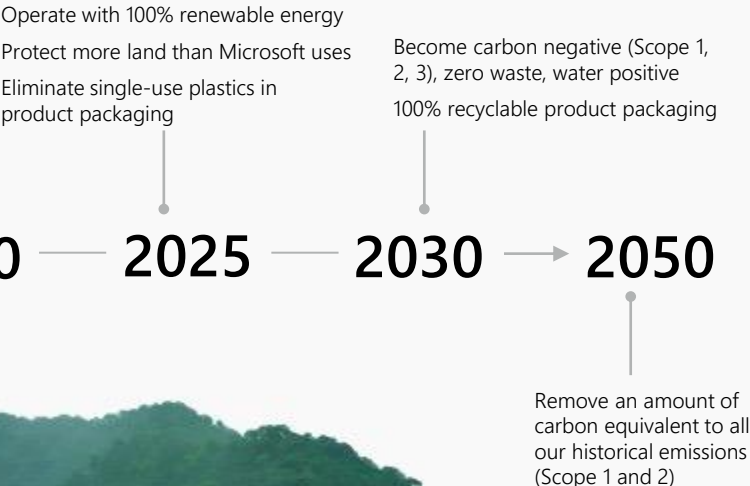 Operate with 100% renewable energy
Protect more land than Microsoft uses
Eliminate single-use plastics in
product packaging
Become carbon negative (Scope 1,
2, 3), zero waste, water positive
100% recyclable product packaging
0
2025
2030
2050
Remove an amount of
carbon equivalent to all
our historical emissions
(Scope 1 and 2)